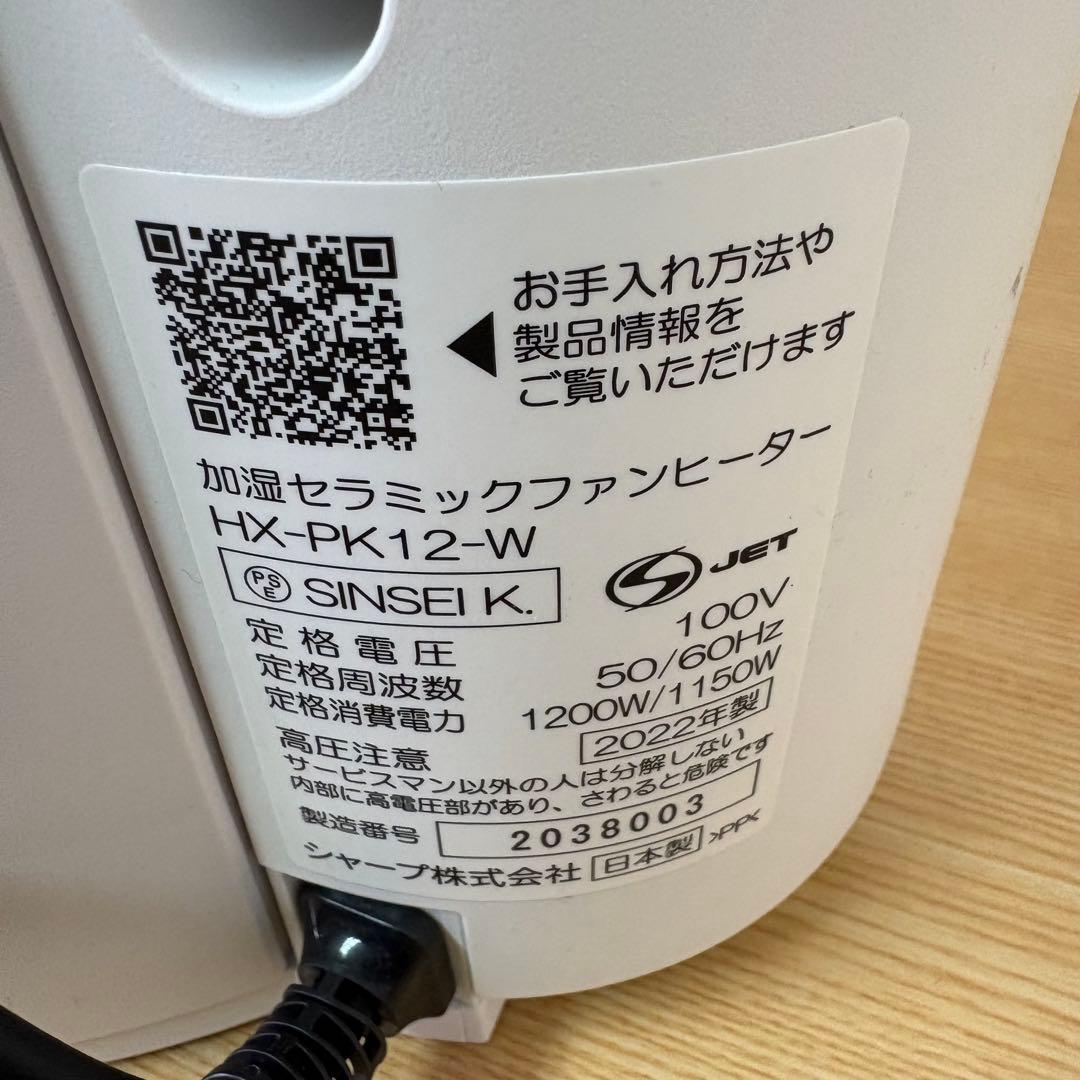 お手入れ方法や
製品情報を
ご覧いただけます
加湿セラミックファンヒーター
HX-PK12-W
PSE SINSEI K.
S JET
定格電圧 100V
定格周波数 50/60Hz
定格消費電力 1200W/1150W
高圧注意 2022年製
サービスマン以外の人は分解しない
内部に高電圧部があり、さわると危険です
製造番号 2038003
シャープ株式会社 日本製 >PP<